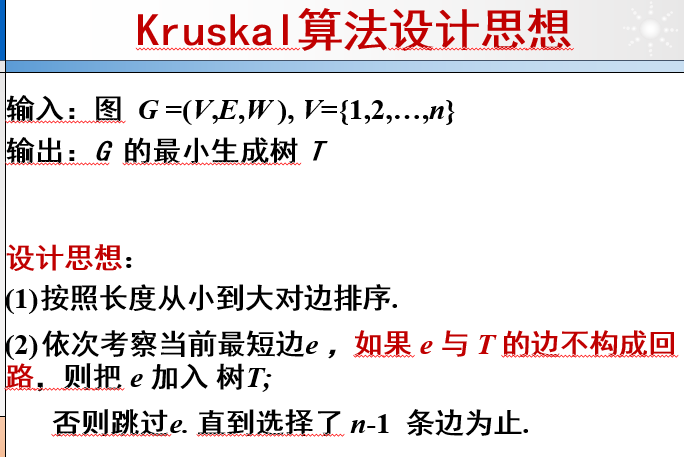 Kruskal算法设计思想
输入：图 G =(V,E,W ), V={1,2,…,n}
输出：G 的最小生成树 T
设计思想：
(1)按照长度从小到大对边排序.
(2)依次考察当前最短边e ，如果 e 与 T 的边不构成回
路，则把 e 加入 树T;
否则跳过e. 直到选择了 n-1 条边为止.